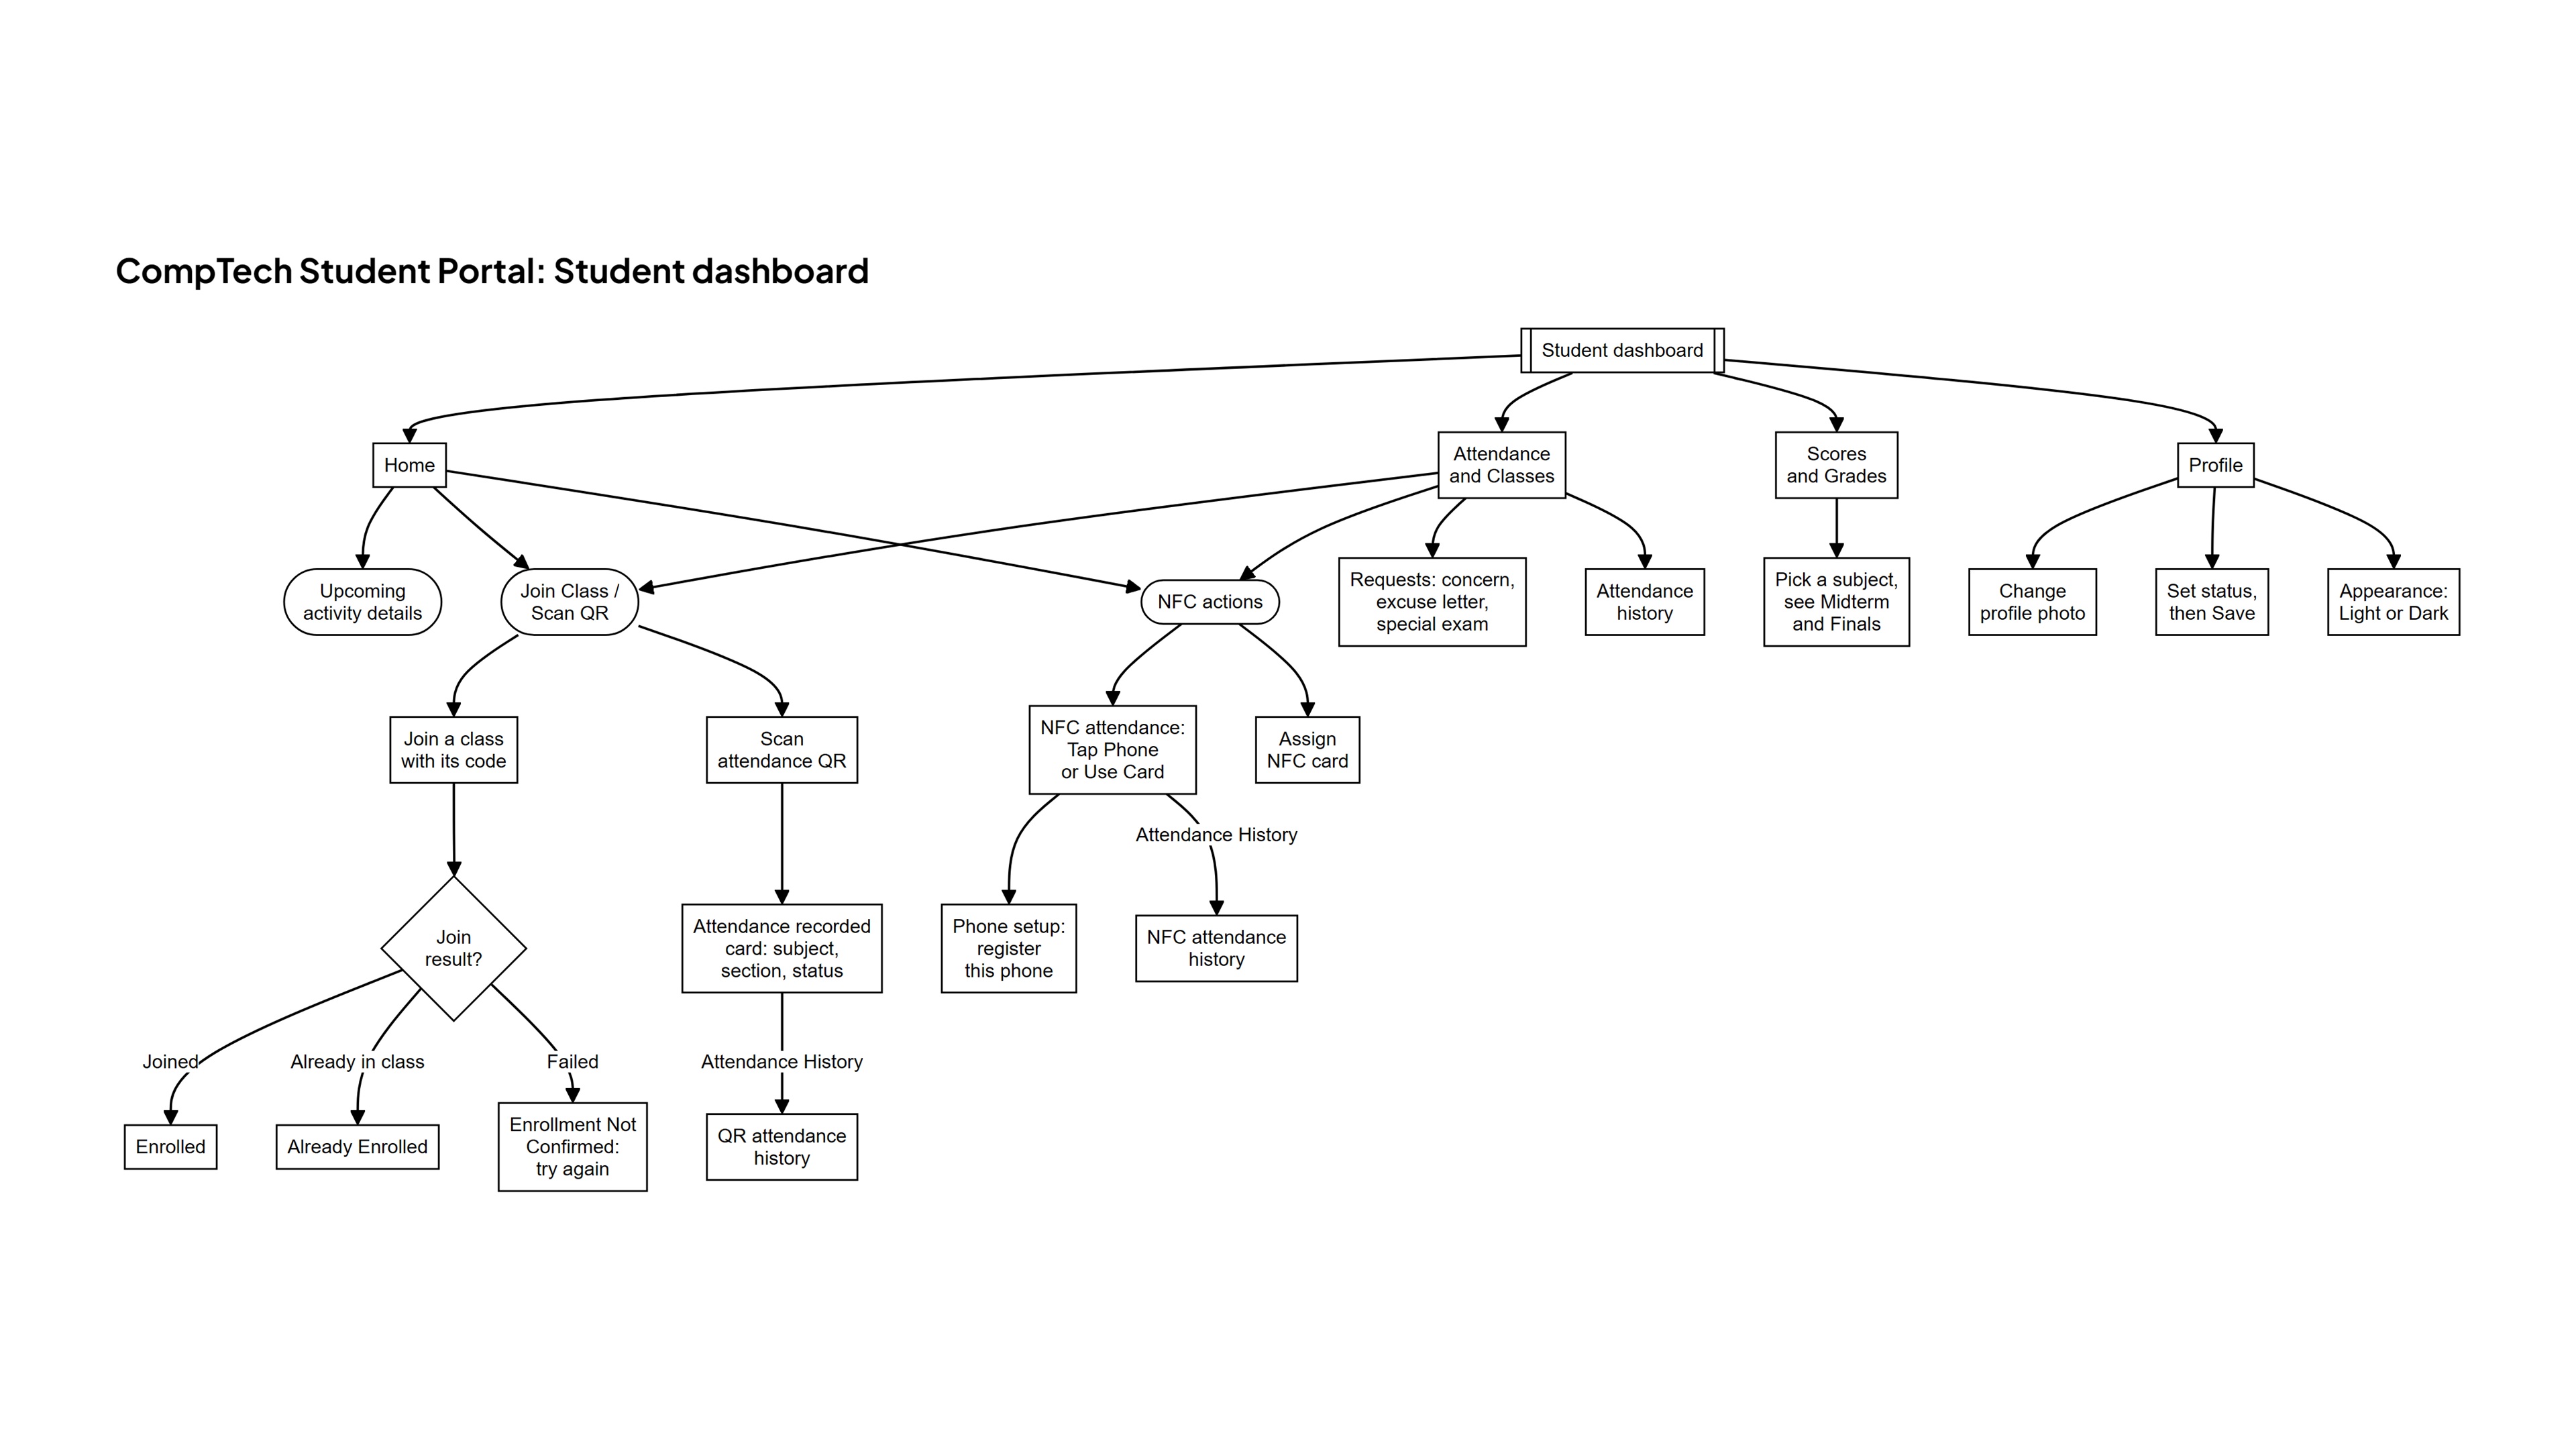 CompTech Student Portal: Student dashboard
Student dashboard
Home
Attendance
and Classes
Scores
and Grades
Profile
Upcoming
activity details
Join Class /
Scan QR
NFC actions
Requests: concern,
excuse letter,
special exam
Attendance
history
Pick a subject,
see Midterm
and Finals
Change
profile photo
Set status,
then Save
Appearance:
Light or Dark
Join a class
with its code
Scan
attendance QR
NFC attendance:
Tap Phone
or Use Card
Assign
NFC card
Attendance History
Join
result?
Attendance recorded
card: subject,
section, status
Phone setup:
register
this phone
NFC attendance
history
Joined
Already in class
Failed
Attendance History
Enrolled
Already Enrolled
Enrollment Not
Confirmed:
try again
QR attendance
history